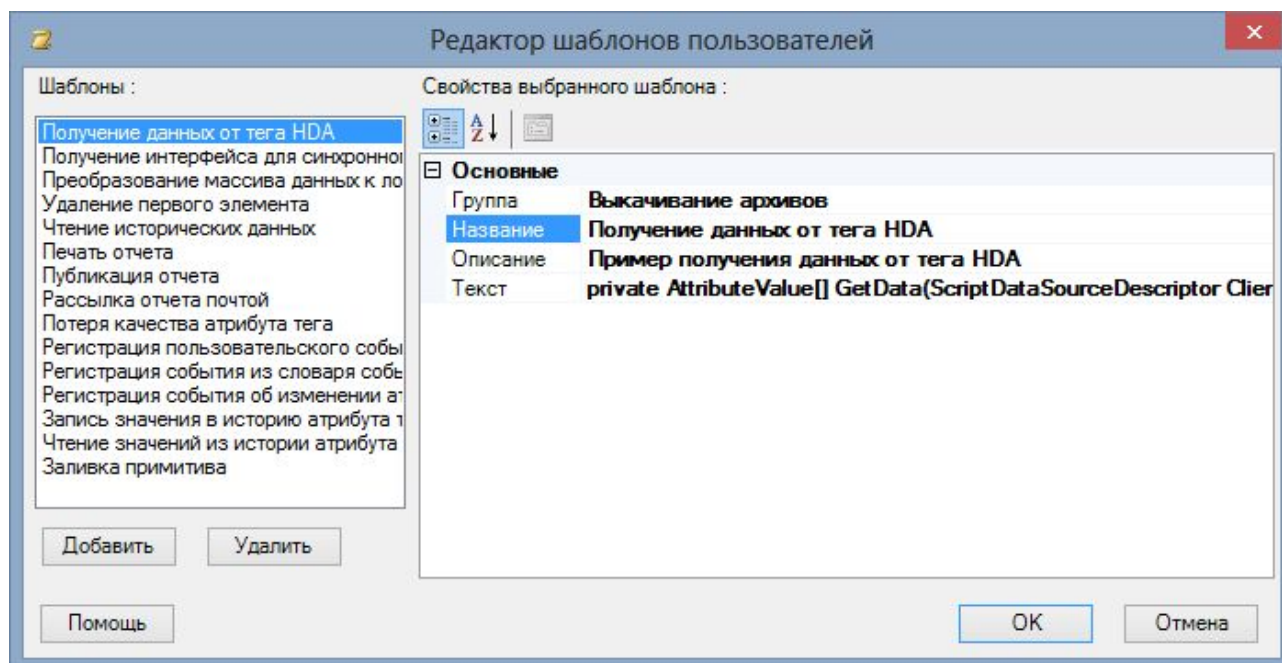 Редактор шаблонов пользователей
Шаблоны :
Получение данных от тега HDA
Получение интерфейса для синхронног
Преобразование массива данных к ло
Удаление первого элемента
Чтение исторических данных
Печать отчета
Публикация отчета
Рассылка отчета почтой
Потеря качества атрибута тега
Регистрация пользовательского собы
Регистрация события из словаря собь
Регистрация события об изменении ат
Запись значения в историю атрибута т
Чтение значений из истории атрибута
Заливка примитива
Добавить Удалить
Свойства выбранного шаблона :
Основные
Группа Выкачивание архивов
Название Получение данных от тега HDA
Описание Пример получения данных от тега HDA
Текст private AttributeValue[] GetData(ScriptDataSourceDescriptor Clier
Помощь OK Отмена